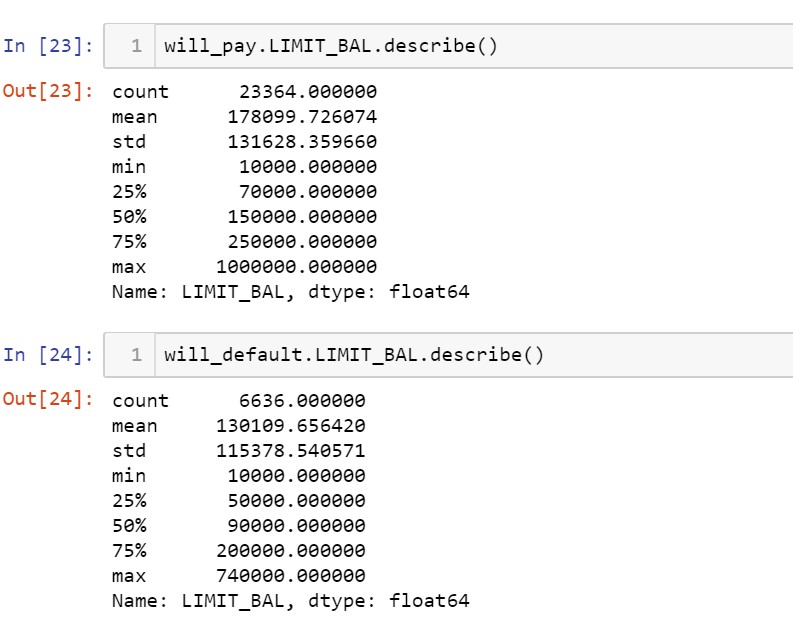 In [23]: 1 will_pay.LIMIT_BAL.describe()
Out[23]: count 23364.000000
mean 178099.726074
std 131628.359660
min 10000.000000
25% 70000.000000
50% 150000.000000
75% 250000.000000
max 1000000.000000
Name: LIMIT_BAL, dtype: float64
In [24]: 1 will_default.LIMIT_BAL.describe()
Out[24]: count 6636.000000
mean 130109.656420
std 115378.540571
min 10000.000000
25% 50000.000000
50% 90000.000000
75% 200000.000000
max 740000.000000
Name: LIMIT_BAL, dtype: float64